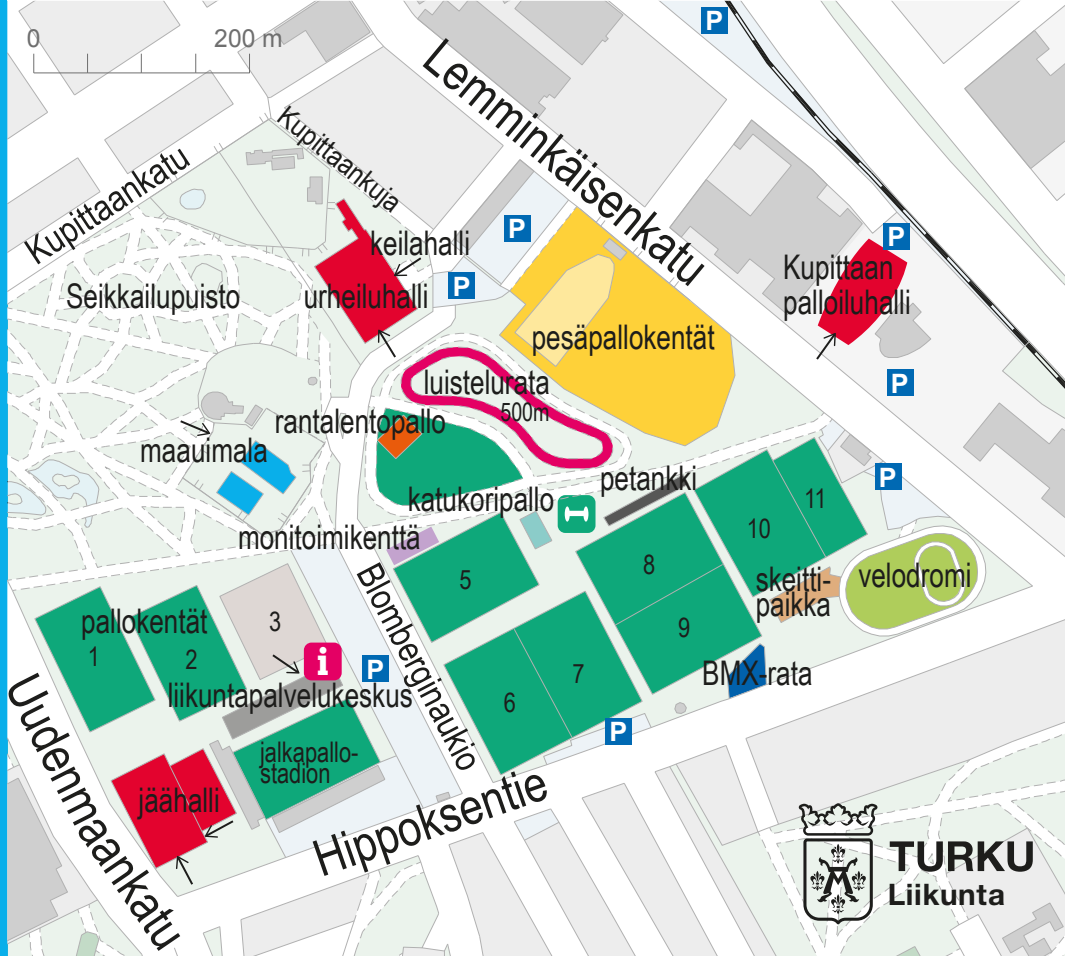 0
200 m
P
Lemminkäisenkatu
Kupittaankuja
Kupittaankatu
P
keilahalli
P
Seikkailupuisto
urheiluhalli
P
Kupittaan
palloiluhalli
pesäpallokentät
P
luistelurata
500m
rantalentopallo
maauimala
katukoripallo
petankki
P
11
10
monitoimikenttä
5
8
skeitti-
paikka
velodromi
Blomberginaukio
pallokentät
1
2
3
9
i
P
7
6
BMX-rata
liikuntapalvelukeskus
P
Uudenmaankatu
jalkapallo-
stadion
jäähalli
Hippoksentie
TURKU
Liikunta